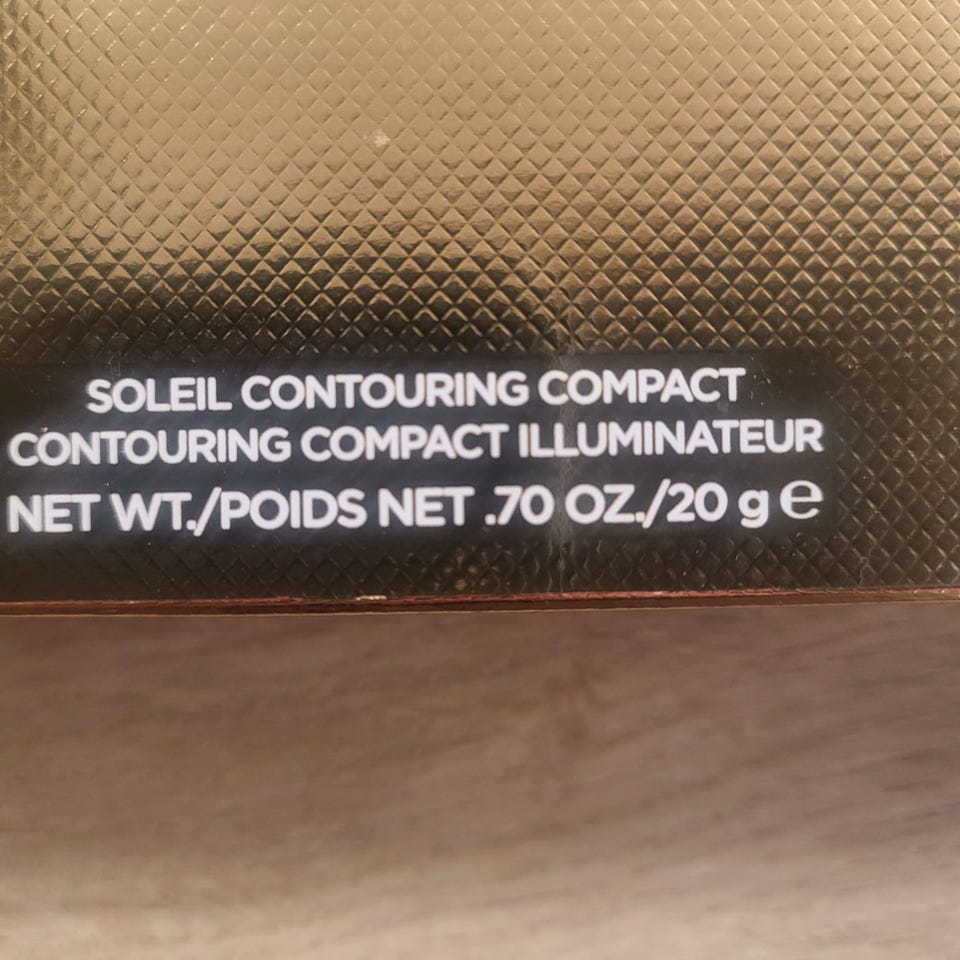 SOLEIL CONTOURING COMPACT
CONTOURING COMPACT ILLUMINATEUR
NET WT./POIDS NET .70 OZ./20 g ℮